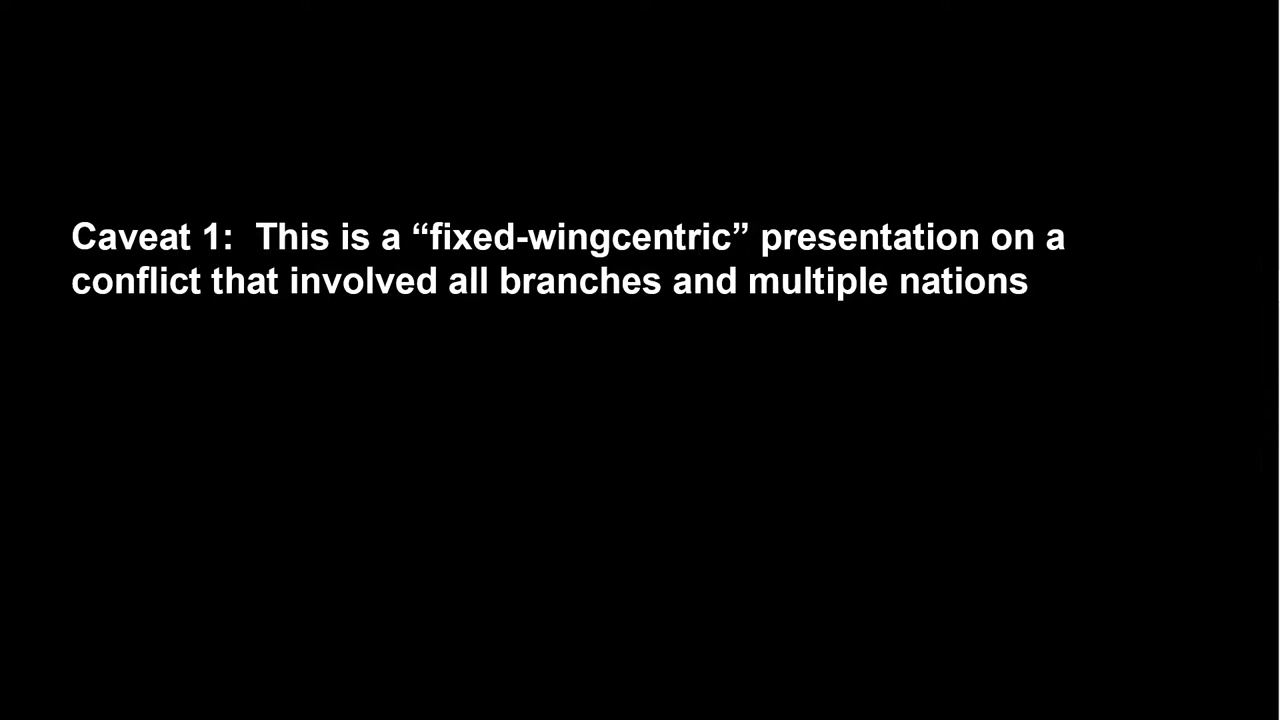 Caveat 1:  This is a “fixed-wingcentric” presentation on a
conflict that involved all branches and multiple nations